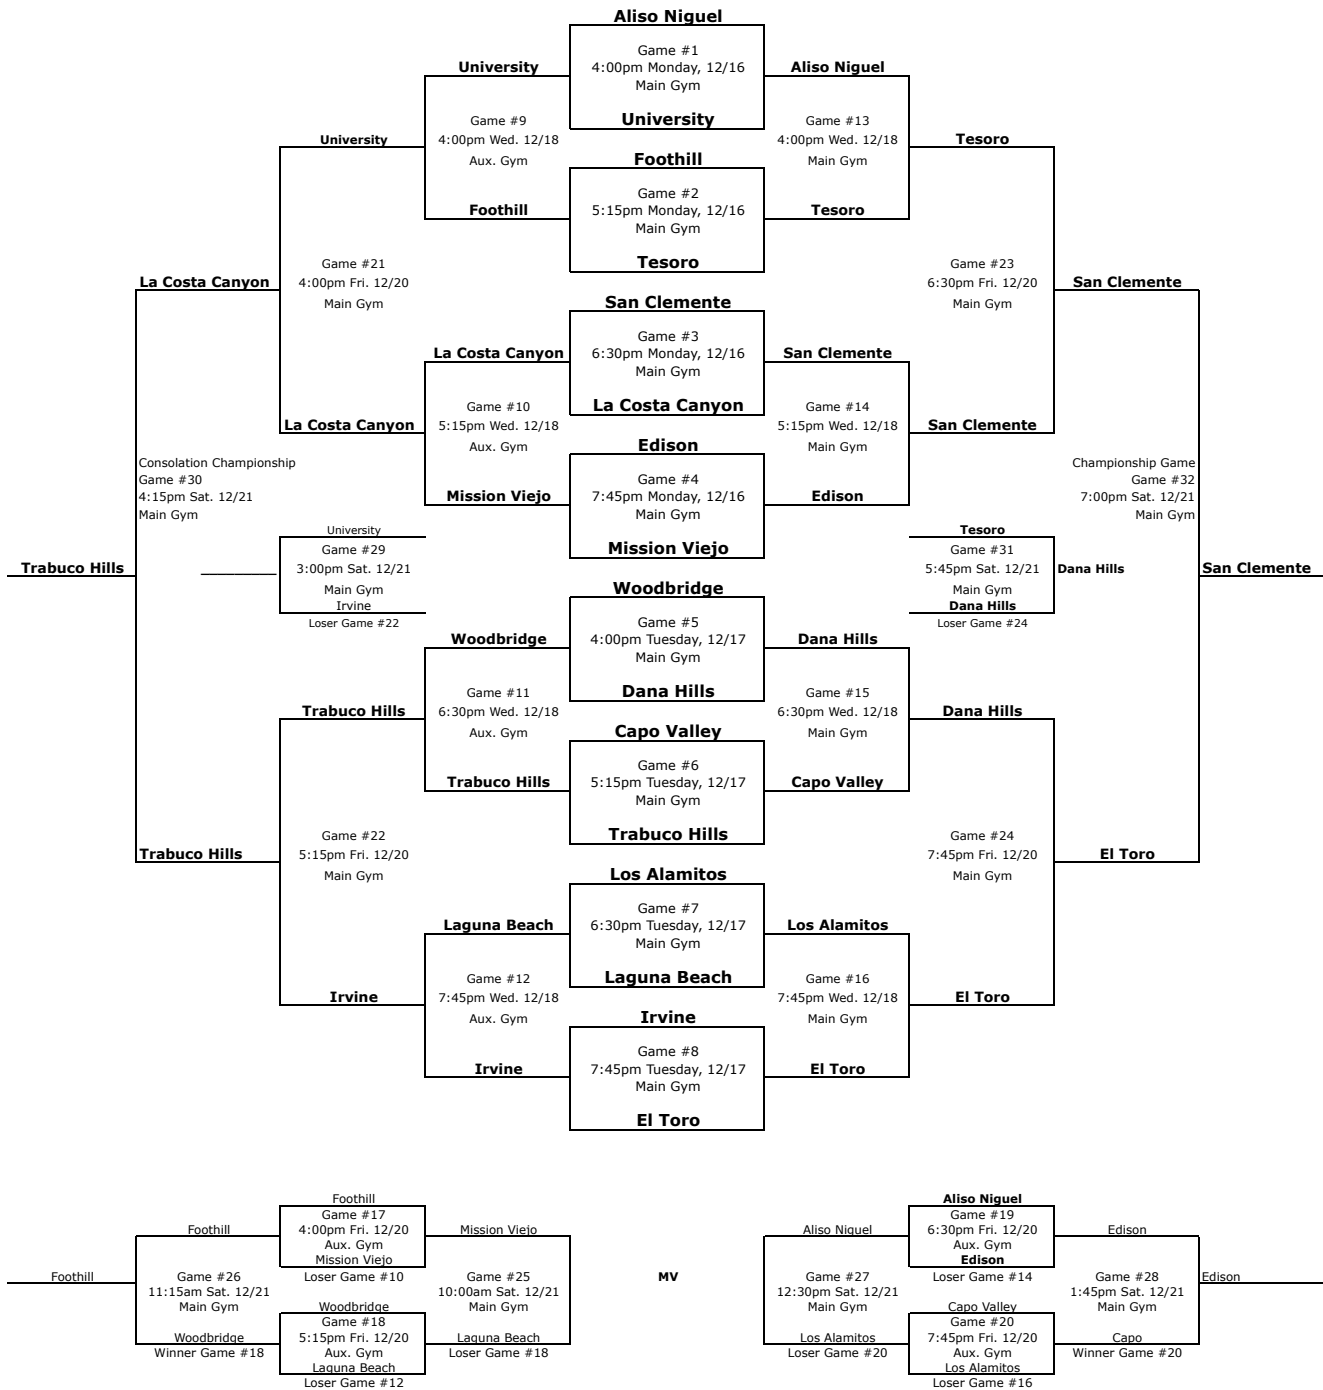 Aliso Niguel
Game #1
University
4:00pm Monday, 12/16
Aliso Niguel
Main Gym
Game #9
University
Game #13
University
4:00pm Wed. 12/18
4:00pm Wed. 12/18
Tesoro
Aux. Gym
Foothill
Main Gym
Game #2
Foothill
5:15pm Monday, 12/16
Tesoro
Main Gym
Game #21
Tesoro
Game #23
La Costa Canyon
4:00pm Fri. 12/20
6:30pm Fri. 12/20
San Clemente
Main Gym
San Clemente
Main Gym
Game #3
La Costa Canyon
6:30pm Monday, 12/16
San Clemente
Main Gym
Game #10
La Costa Canyon
Game #14
La Costa Canyon
5:15pm Wed. 12/18
5:15pm Wed. 12/18
San Clemente
Aux. Gym
Edison
Main Gym
Consolation Championship
Championship Game
Game #30
Game #4
Game #32
4:15pm Sat. 12/21
Mission Viejo
7:45pm Monday, 12/16
Edison
7:00pm Sat. 12/21
Main Gym
Main Gym
Main Gym
University
Tesoro
Game #29
Mission Viejo
Game #31
Trabuco Hills
3:00pm Sat. 12/21
5:45pm Sat. 12/21
Dana Hills
San Clemente
Main Gym
Woodbridge
Main Gym
Irvine
Dana Hills
Loser Game #22
Game #5
Loser Game #24
Woodbridge
4:00pm Tuesday, 12/17
Dana Hills
Main Gym
Game #11
Dana Hills
Game #15
Trabuco Hills
6:30pm Wed. 12/18
6:30pm Wed. 12/18
Dana Hills
Aux. Gym
Capo Valley
Main Gym
Game #6
Trabuco Hills
5:15pm Tuesday, 12/17
Capo Valley
Main Gym
Game #22
Trabuco Hills
Game #24
Trabuco Hills
5:15pm Fri. 12/20
7:45pm Fri. 12/20
El Toro
Main Gym
Los Alamitos
Main Gym
Game #7
Laguna Beach
6:30pm Tuesday, 12/17
Los Alamitos
Main Gym
Game #12
Laguna Beach
Game #16
Irvine
7:45pm Wed. 12/18
7:45pm Wed. 12/18
El Toro
Aux. Gym
Irvine
Main Gym
Game #8
Irvine
7:45pm Tuesday, 12/17
El Toro
Main Gym
El Toro
Foothill
Aliso Niguel
Game #17
Game #19
Foothill
4:00pm Fri. 12/20
Mission Viejo
Aliso Niguel
6:30pm Fri. 12/20
Edison
Aux. Gym
Aux. Gym
Mission Viejo
Edison
Foothill
Game #26
Loser Game #10
Game #25
MV
Game #27
Loser Game #14
Game #28
Edison
11:15am Sat. 12/21
10:00am Sat. 12/21
12:30pm Sat. 12/21
1:45pm Sat. 12/21
Main Gym
Woodbridge
Main Gym
Main Gym
Capo Valley
Main Gym
Game #18
Game #20
Woodbridge
5:15pm Fri. 12/20
Laguna Beach
Los Alamitos
7:45pm Fri. 12/20
Capo
Winner Game #18
Aux. Gym
Loser Game #18
Loser Game #20
Aux. Gym
Winner Game #20
Laguna Beach
Los Alamitos
Loser Game #12
Loser Game #16